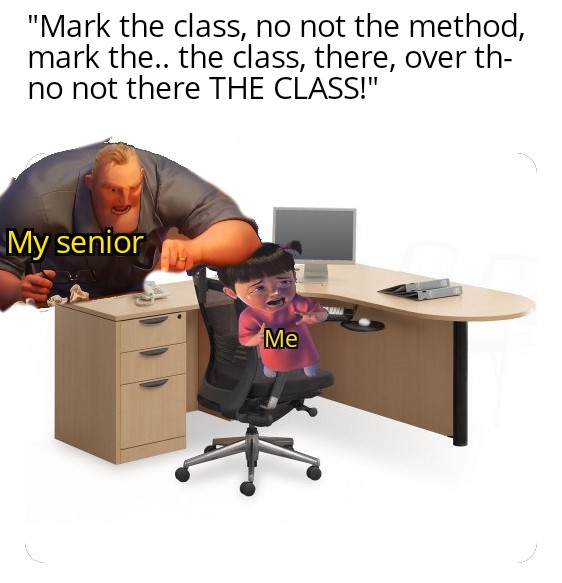 "Mark the class, no not the method,
mark the.. the class, there, over th-
no not there THE CLASS!"
My senior
Me